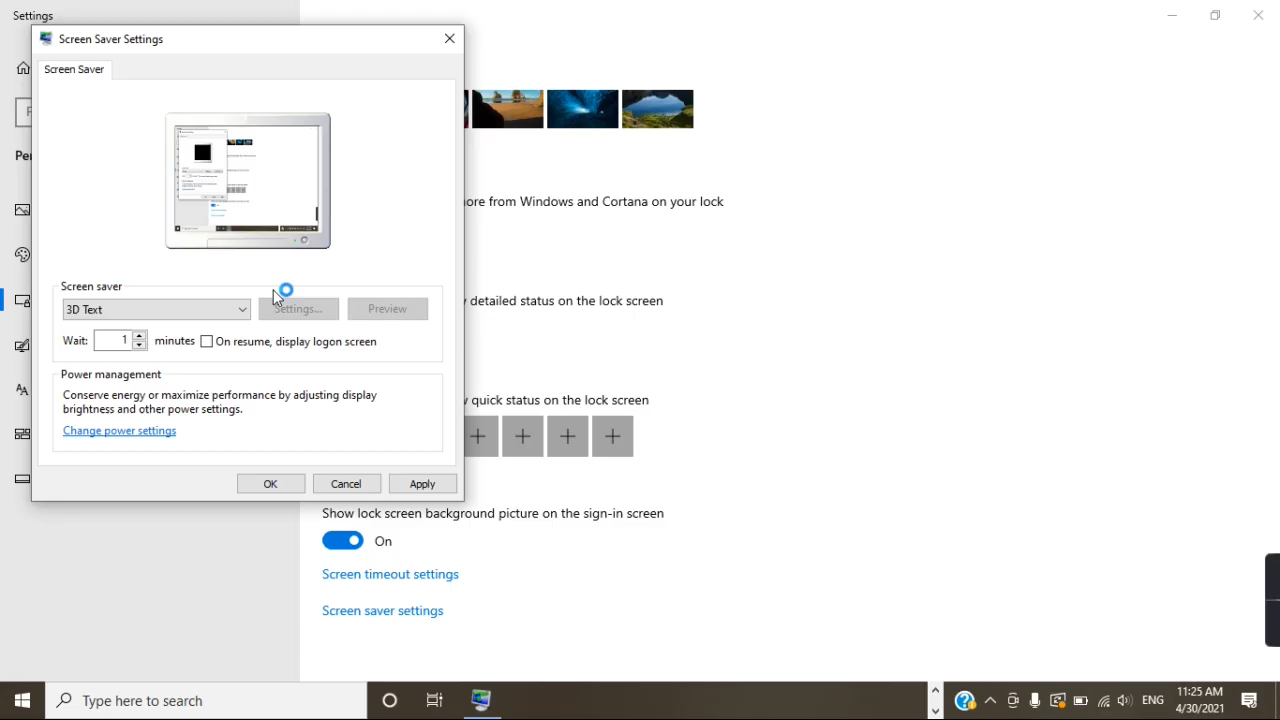 Settings
Screen Saver Settings
Screen Saver
Per
ore from Windows and Cortana on your lock
Screen saver
detailed status on the lock screen
3D Text
Settings...
Preview
Wait:
1
minutes
On resume, display logon screen
Power management
Conserve energy or maximize performance by adjusting display
brightness and other power settings.
quick status on the lock screen
Change power settings
OK
Cancel
Apply
Show lock screen background picture on the sign-in screen
On
Screen timeout settings
Screen saver settings
Type here to search
ENG
11:25 AM
4/30/2021